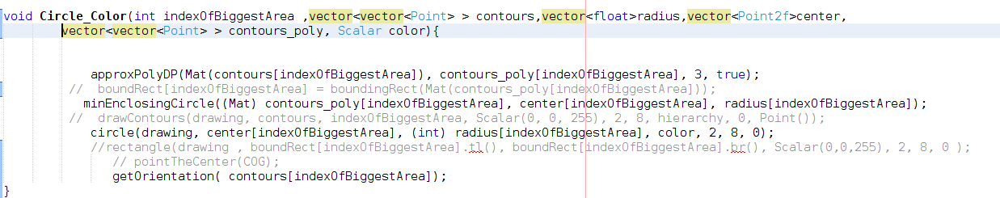 void Circle_Color(int indexOfBiggestArea ,vector<vector<Point> > contours,vector<float>radius,vector<Point2f>center,
vector<vector<Point> > contours_poly, Scalar color){
approxPolyDP(Mat(contours[indexOfBiggestArea]), contours_poly[indexOfBiggestArea], 3, true);
//  boundRect[indexOfBiggestArea] = boundingRect(Mat(contours_poly[indexOfBiggestArea]));
minEnclosingCircle((Mat) contours_poly[indexOfBiggestArea], center[indexOfBiggestArea], radius[indexOfBiggestArea]);
//  drawContours(drawing, contours, indexOfBiggestArea, Scalar(0, 0, 255), 2, 8, hierarchy, 0, Point());
circle(drawing, center[indexOfBiggestArea], (int) radius[indexOfBiggestArea], color, 2, 8, 0);
//rectangle(drawing , boundRect[indexOfBiggestArea].tl(), boundRect[indexOfBiggestArea].br(), Scalar(0,0,255), 2, 8, 0 );
// pointTheCenter(COG);
getOrientation( contours[indexOfBiggestArea]);
}